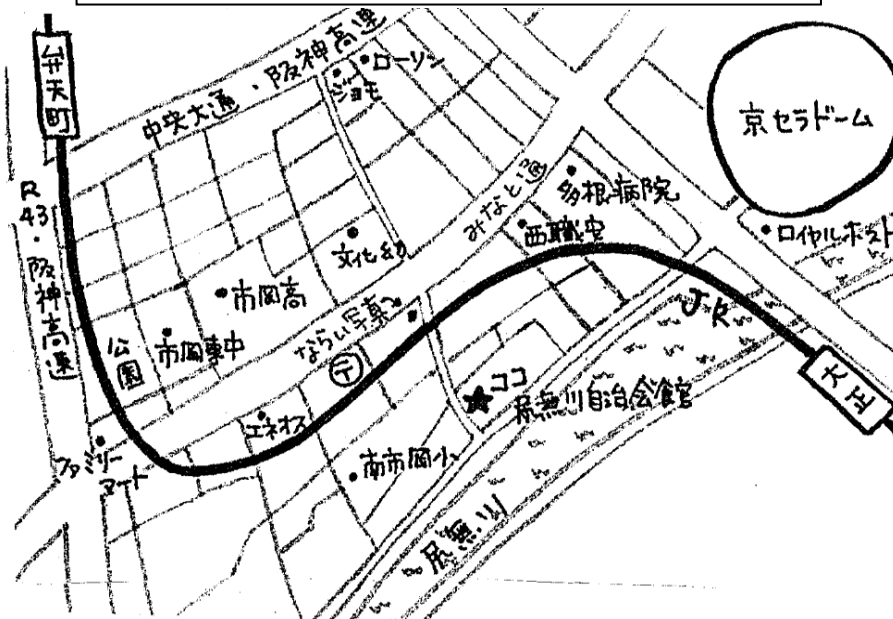 弁天町
中央大通・阪神高速
ジョモ
ローソン
京セラドーム
R43・阪神高速
みなと通
多根病院
西職安
ロイヤルホスト
文化幼
市岡高
市岡東中
公園
ならい写真
〒
JR
大正
ココ
尻無川自治会館
エネオス
ファミリー
マート
南市岡小
尻無川